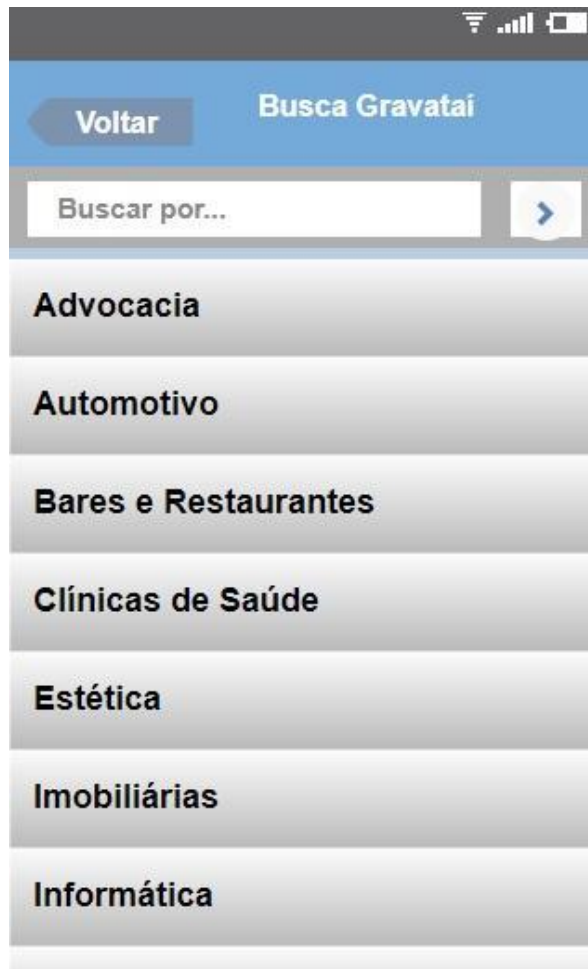 Voltar
Busca Gravataí
Buscar por...
Advocacia
Automotivo
Bares e Restaurantes
Clínicas de Saúde
Estética
Imobiliárias
Informática